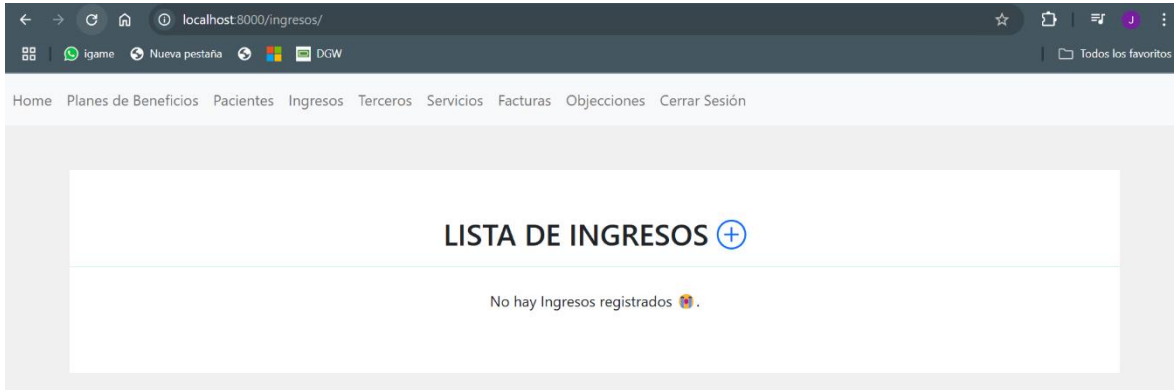 localhost:8000/ingresos/
J
igame Nueva pestaña DGW Todos los favoritos
Home Planes de Beneficios Pacientes Ingresos Terceros Servicios Facturas Objecciones Cerrar Sesión
LISTA DE INGRESOS
No hay Ingresos registrados 😭.